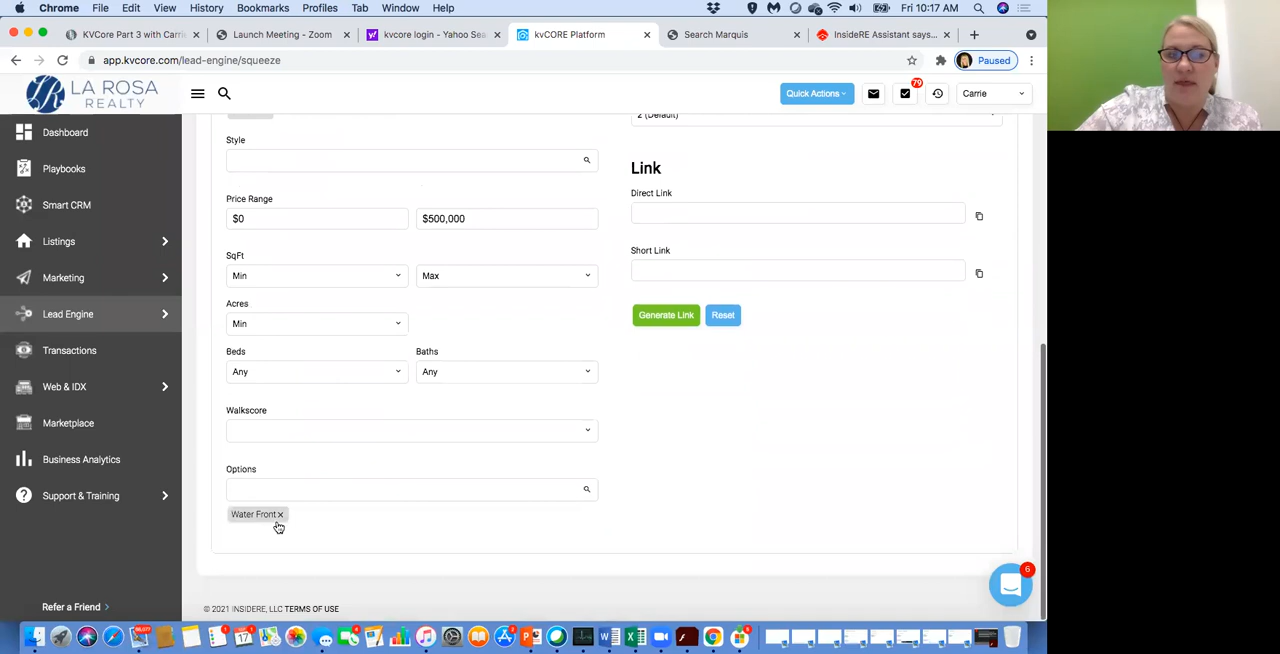 Chrome File Edit View History Bookmarks Profiles Tab Window Help Fri 10:17 AM
KVCore Part 3 with Carri Launch Meeting - Zoom kvcore login - Yahoo Sea kvCORE Platform Search Marquis InsideRE Assistant says...
app.kvcore.com/lead-engine/squeeze Paused
LA ROSA
REALTY
Quick Actions 79 Carrie
Dashboard
Playbooks
Smart CRM
Listings
Marketing
Lead Engine
Transactions
Web & IDX
Marketplace
Business Analytics
Support & Training
Refer a Friend
2 (Default)
Style
Price Range
$0 $500,000
SqFt
Min Max
Acres
Min
Beds Baths
Any Any
Walkscore
Options
Water Front
Link
Direct Link
Short Link
Generate Link Reset
6
© 2021 INSIDERE, LLC TERMS OF USE